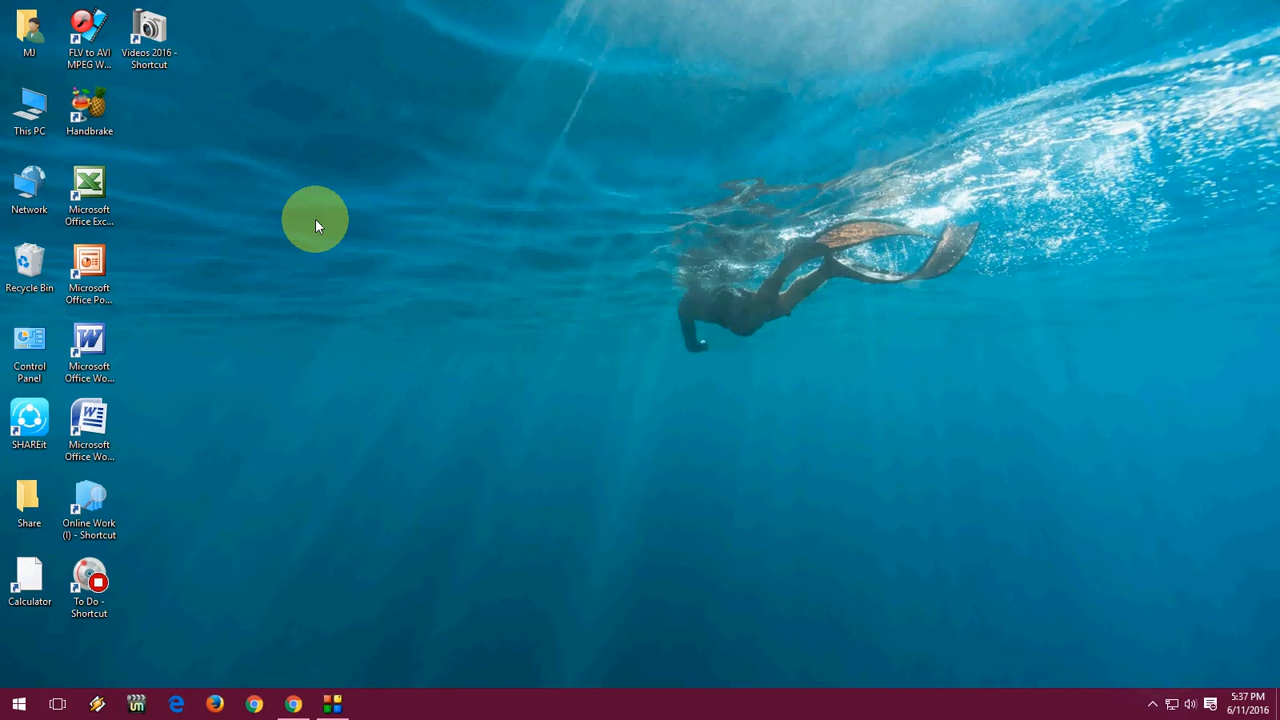 MJ
FLV to AVI
MPEG W...
Videos 2016 -
Shortcut
This PC
Handbrake
Network
Microsoft
Office Exc...
Recycle Bin
Microsoft
Office Po...
Control
Panel
Microsoft
Office Wo...
SHAREit
Microsoft
Office Wo...
Share
Online Work
(I) - Shortcut
Calculator
To Do -
Shortcut
5:37 PM
6/11/2016